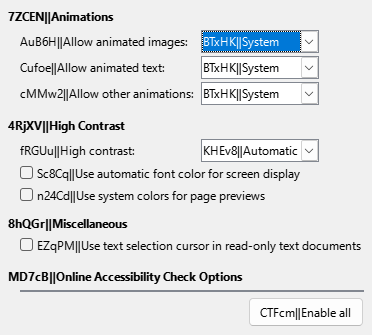 7ZCEN||Animations
AuB6H||Allow animated images: BTxHK||System
Cufoe||Allow animated text: BTxHK||System
cMMw2||Allow other animations: BTxHK||System
4RjXV||High Contrast
fRGUu||High contrast: KHEv8||Automatic
Sc8Cq||Use automatic font color for screen display
n24Cd||Use system colors for page previews
8hQGr||Miscellaneous
EZqPM||Use text selection cursor in read-only text documents
MD7cB||Online Accessibility Check Options
CTFcm||Enable all